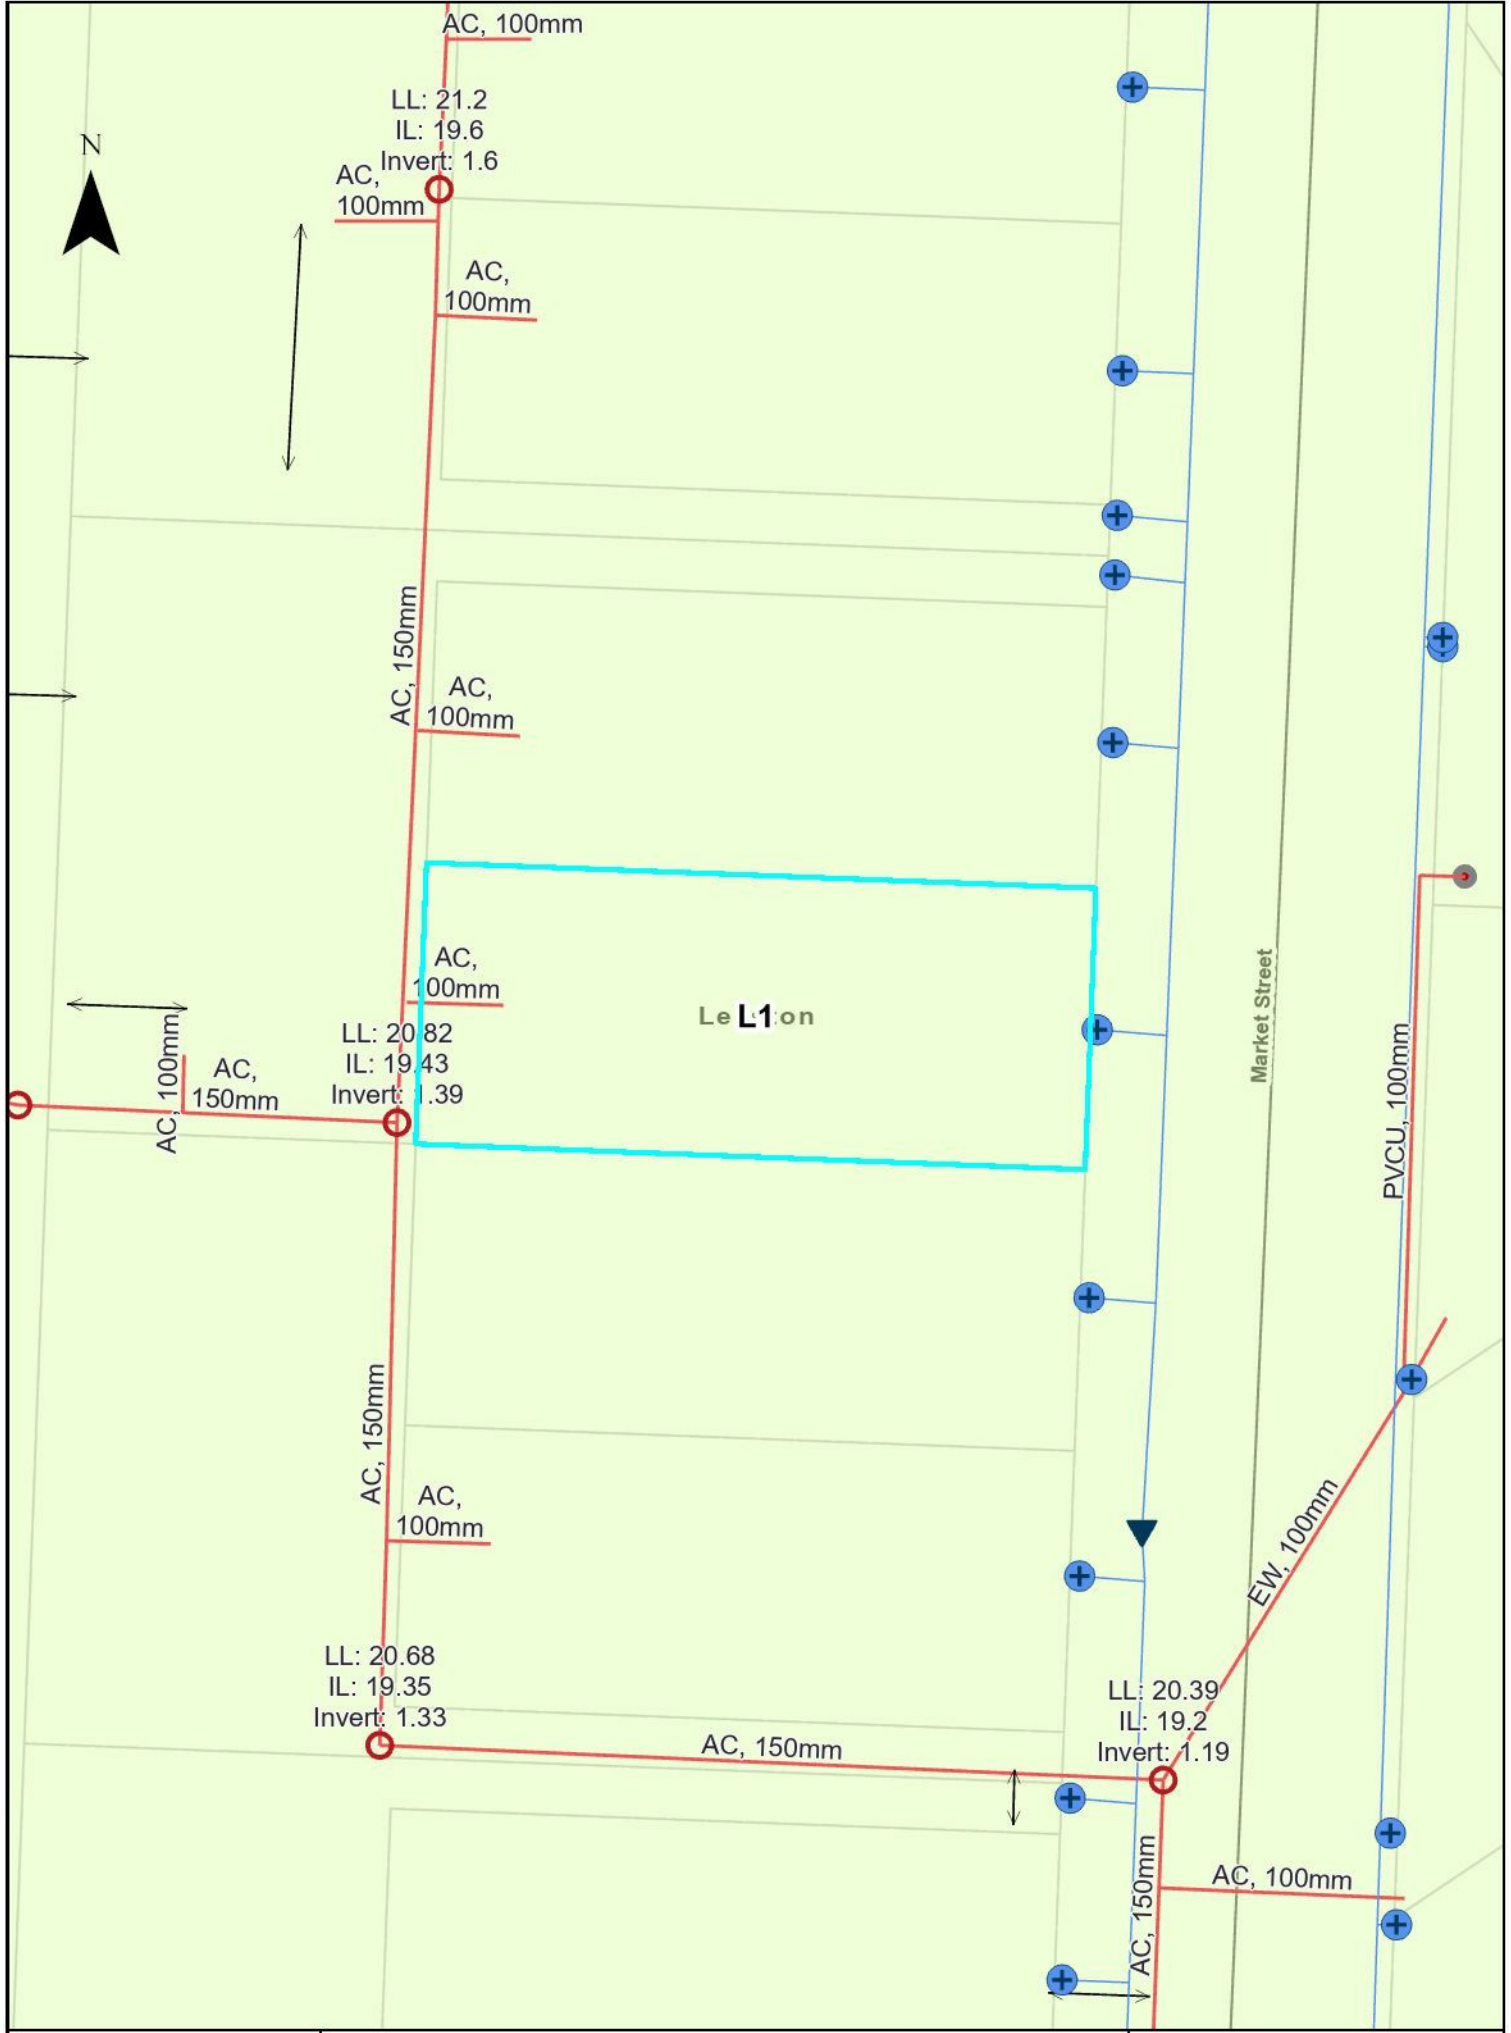 AC, 100mm
LL: 21.2
IL: 19.6
Invert: 1.6
N
AC,
100mm
AC,
100mm
AC, 150mm
AC,
100mm
AC,
100mm
L1
Market Street
LL: 20.82
IL: 19.43
Invert: 1.39
AC, 100mm
AC,
150mm
PVCU, 100mm
AC, 150mm
AC,
100mm
EW, 100mm
LL: 20.68
IL: 19.35
Invert: 1.33
AC, 150mm
LL: 20.39
IL: 19.2
Invert: 1.19
AC, 150mm
AC, 100mm